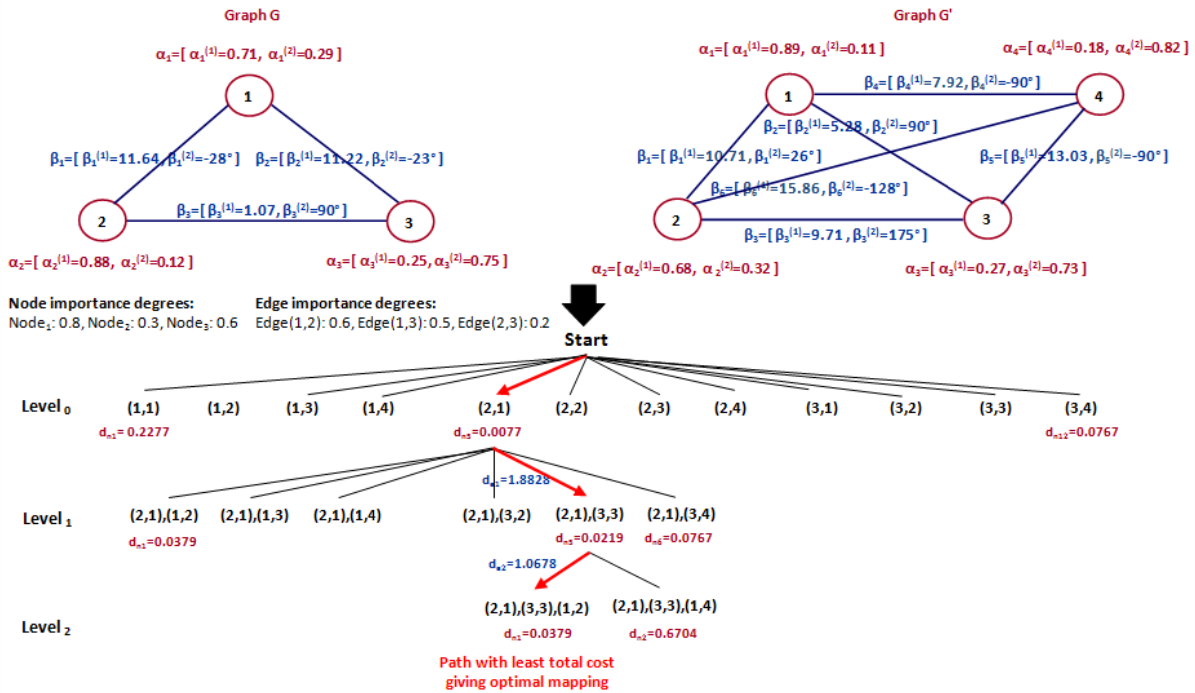 Graph G
Graph G'
α₁=[ α₁⁽¹⁾=0.71, α₁⁽²⁾=0.29 ]
α₁=[ α₁⁽¹⁾=0.89, α₁⁽²⁾=0.11 ]
α₄=[ α₄⁽¹⁾=0.18, α₄⁽²⁾=0.82 ]
1
1
4
β₄=[ β₄⁽¹⁾=7.92, β₄⁽²⁾=-90° ]
β₂=[ β₂⁽¹⁾=5.28, β₂⁽²⁾=90° ]
β₁=[ β₁⁽¹⁾=11.64, β₁⁽²⁾=-28° ]
β₂=[ β₂⁽¹⁾=11.22, β₂⁽²⁾=-23° ]
β₁=[ β₁⁽¹⁾=10.71, β₁⁽²⁾=26° ]
β₅=[ β₅⁽¹⁾=13.03, β₅⁽²⁾=-90° ]
β₆=[ β₆⁽¹⁾=15.86, β₆⁽²⁾=-128° ]
2
β₃=[ β₃⁽¹⁾=1.07, β₃⁽²⁾=90° ]
3
2
3
β₃=[ β₃⁽¹⁾=9.71, β₃⁽²⁾=175° ]
α₂=[ α₂⁽¹⁾=0.88, α₂⁽²⁾=0.12 ]
α₃=[ α₃⁽¹⁾=0.25, α₃⁽²⁾=0.75 ]
α₂=[ α₂⁽¹⁾=0.68, α₂⁽²⁾=0.32 ]
α₃=[ α₃⁽¹⁾=0.27, α₃⁽²⁾=0.73 ]
Node importance degrees:
Node₁: 0.8, Node₂: 0.3, Node₃: 0.6
Edge importance degrees:
Edge(1,2): 0.6, Edge(1,3): 0.5, Edge(2,3): 0.2
Start
Level ₀
(1,1) (1,2) (1,3) (1,4) (2,1) (2,2) (2,3) (2,4) (3,1) (3,2) (3,3) (3,4)
dₙ₁= 0.2277 dₙ₅=0.0077 dₙ₁₂=0.0767
dₑ₁=1.8828
Level ₁
(2,1),(1,2) (2,1),(1,3) (2,1),(1,4) (2,1),(3,2) (2,1),(3,3) (2,1),(3,4)
dₙ₁=0.0379 dₙ₅=0.0219 dₙ₆=0.0767
dₑ₂=1.0678
Level ₂
(2,1),(3,3),(1,2) (2,1),(3,3),(1,4)
dₙ₁=0.0379 dₙ₂=0.6704
Path with least total cost
giving optimal mapping